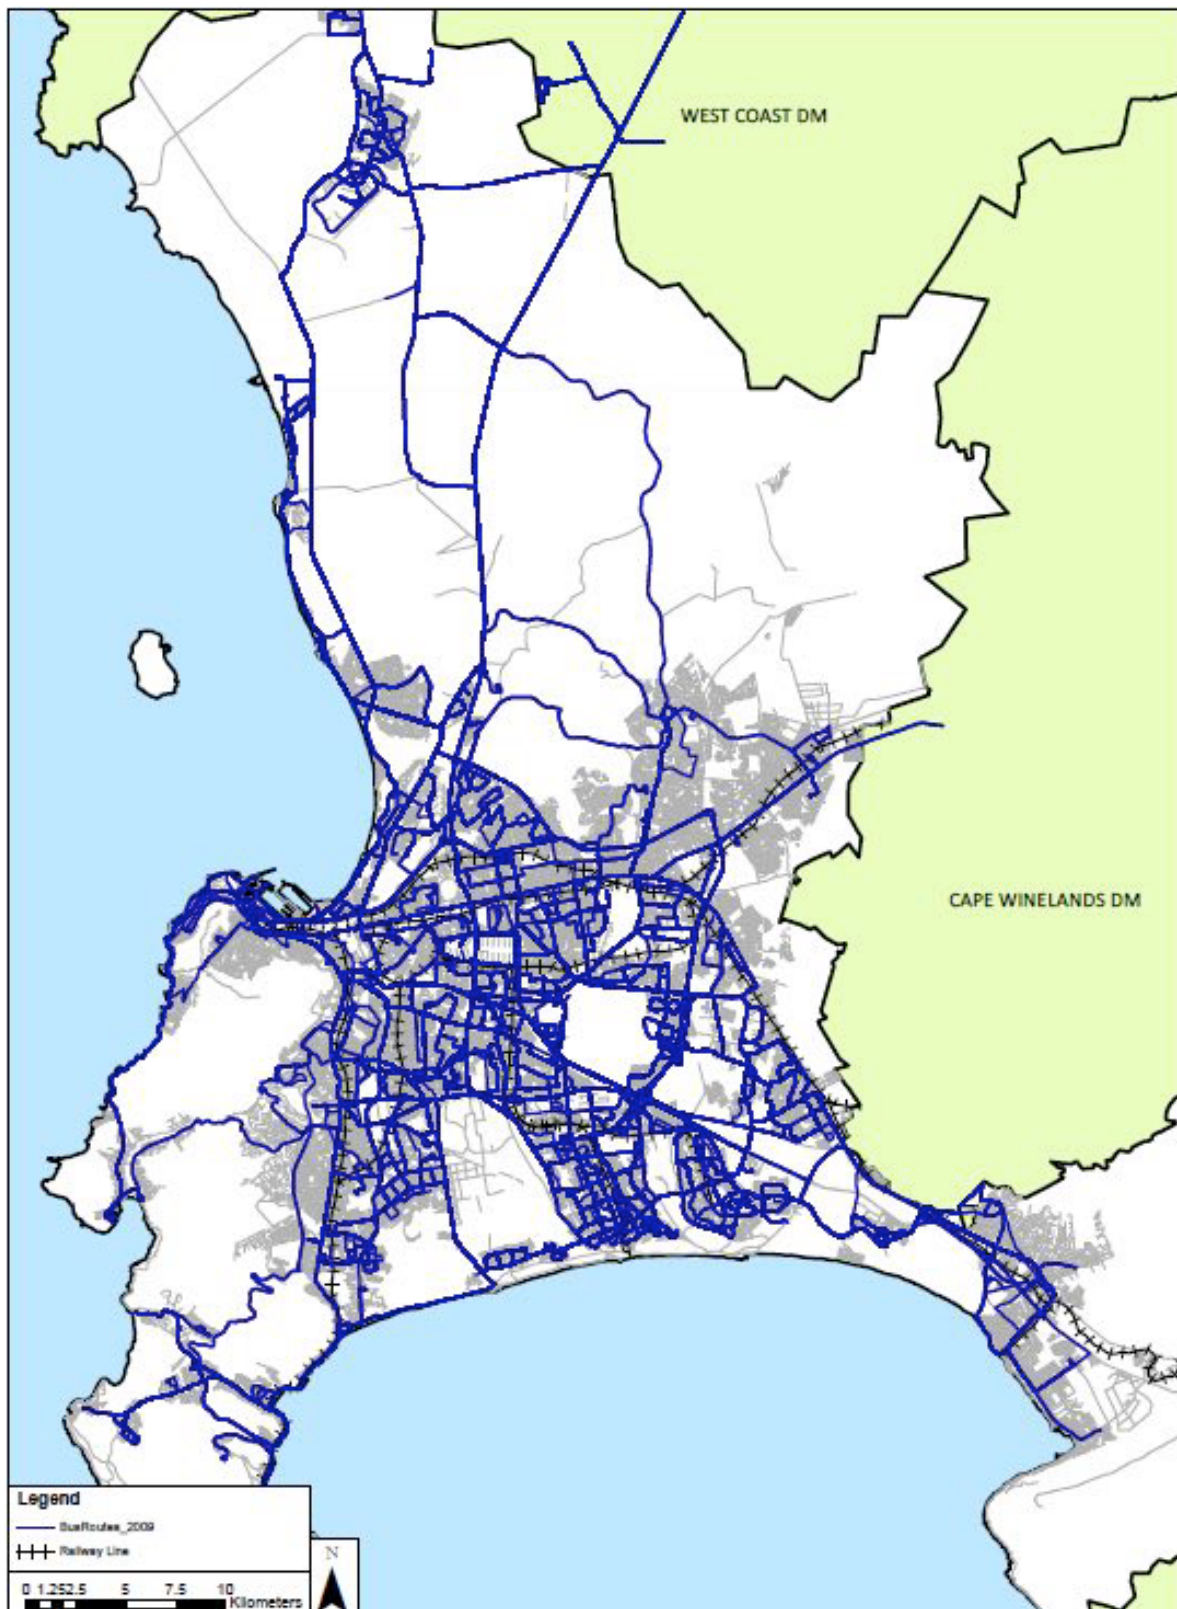 WEST COAST DM
CAPE WINELANDS DM
Legend
BusRoutes_2009
Railway Line
N
0 1.252.5 5 7.5 10
Kilometers